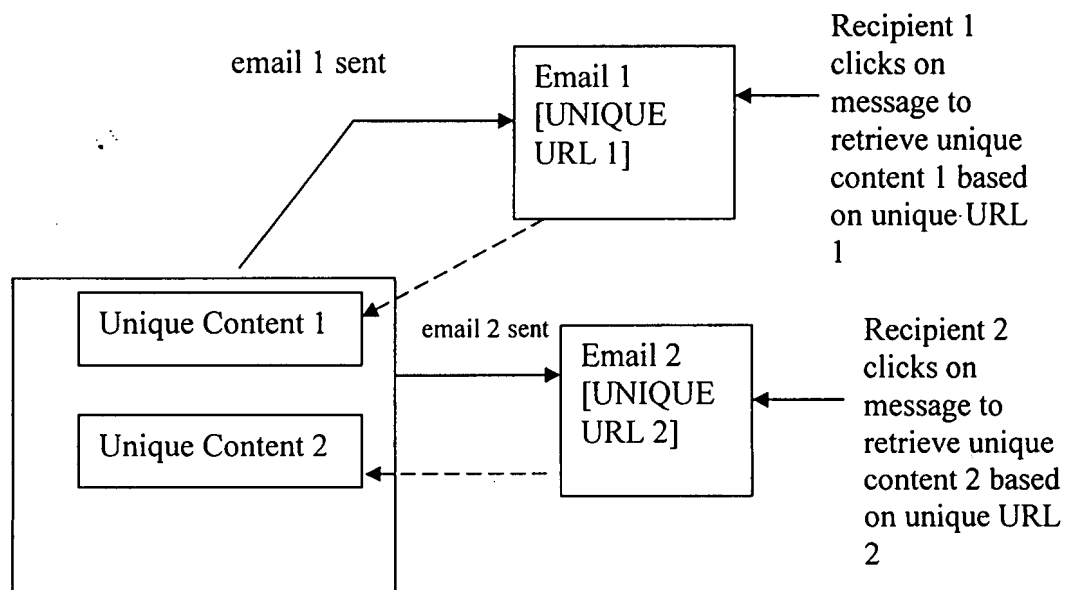 email 1 sent
Email 1
[UNIQUE
URL 1]
Recipient 1
clicks on
message to
retrieve unique
content 1 based
on unique URL
1
Unique Content 1
email 2 sent
Email 2
[UNIQUE
URL 2]
Recipient 2
clicks on
message to
retrieve unique
content 2 based
on unique URL
2
Unique Content 2